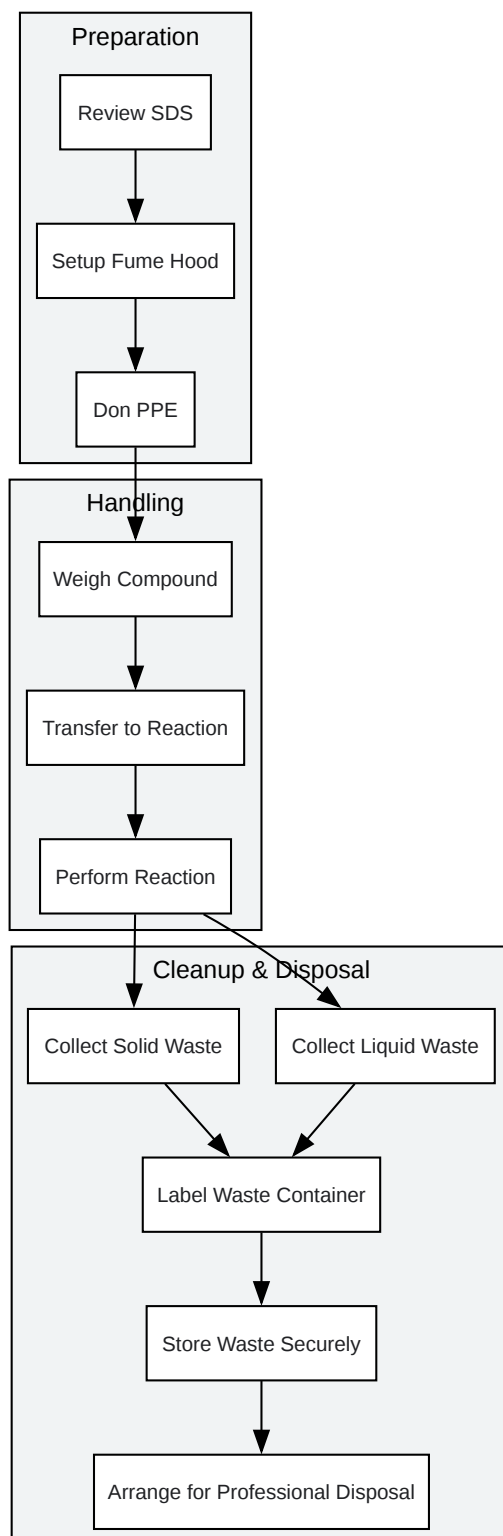 Preparation
Review SDS
Setup Fume Hood
Don PPE
Handling
Weigh Compound
Transfer to Reaction
Perform Reaction
Cleanup & Disposal
Collect Solid Waste
Collect Liquid Waste
Label Waste Container
Store Waste Securely
Arrange for Professional Disposal